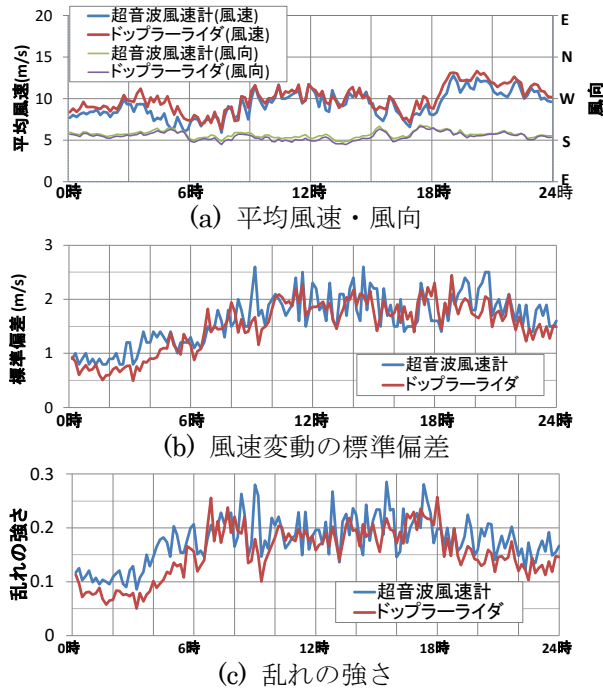 20
15
10
5
0
平均風速(m/s)
超音波風速計(風速)
ドップラーライダ(風速)
超音波風速計(風向)
ドップラーライダ(風向)
E
N
W
S
E
風向
0時 6時 12時 18時 24時
(a) 平均風速・風向
3
2
1
0
標準偏差 (m/s)
超音波風速計
ドップラーライダ
0時 6時 12時 18時 24時
(b) 風速変動の標準偏差
0.3
0.2
0.1
0
乱れの強さ
超音波風速計
ドップラーライダ
0時 6時 12時 18時 24時
(c) 乱れの強さ